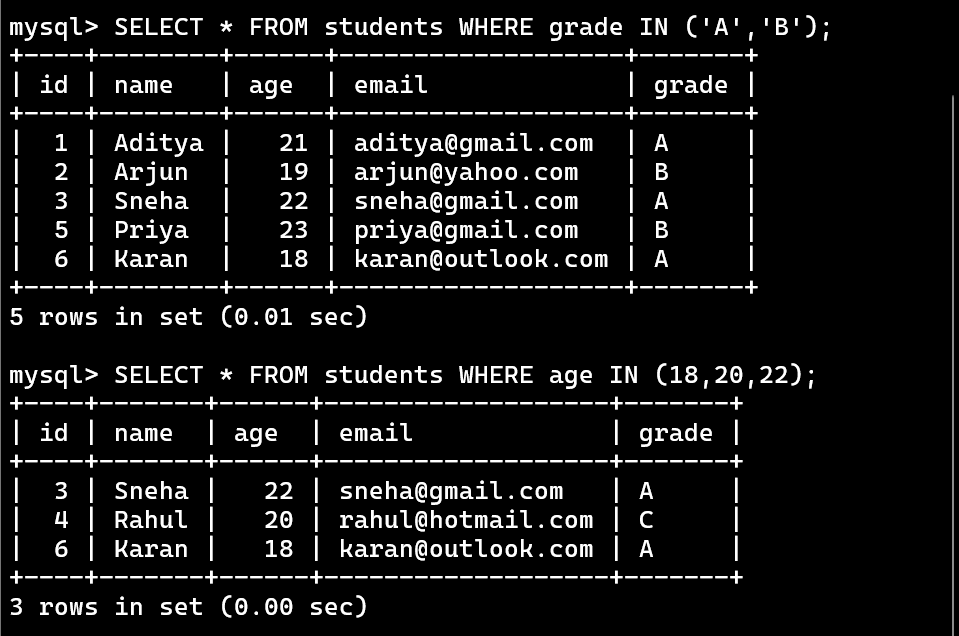 mysql> SELECT * FROM students WHERE grade IN ('A','B');
+----+--------+------+-------------------+-------+
| id | name   | age  | email             | grade |
+----+--------+------+-------------------+-------+
|  1 | Aditya |   21 | aditya@gmail.com  | A     |
|  2 | Arjun  |   19 | arjun@yahoo.com   | B     |
|  3 | Sneha  |   22 | sneha@gmail.com   | A     |
|  5 | Priya  |   23 | priya@gmail.com   | B     |
|  6 | Karan  |   18 | karan@outlook.com | A     |
+----+--------+------+-------------------+-------+
5 rows in set (0.01 sec)

mysql> SELECT * FROM students WHERE age IN (18,20,22);
+----+-------+------+-------------------+-------+
| id | name  | age  | email             | grade |
+----+-------+------+-------------------+-------+
|  3 | Sneha |   22 | sneha@gmail.com   | A     |
|  4 | Rahul |   20 | rahul@hotmail.com | C     |
|  6 | Karan |   18 | karan@outlook.com | A     |
+----+-------+------+-------------------+-------+
3 rows in set (0.00 sec)